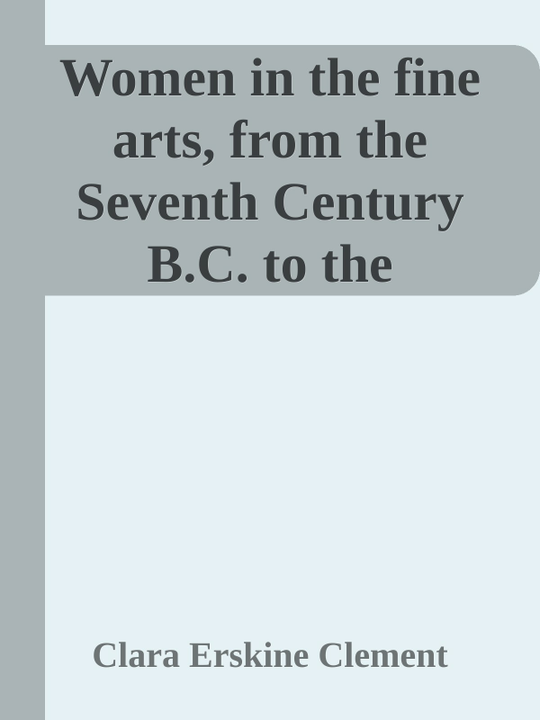 Women in the fine
arts, from the
Seventh Century
B.C. to the
Clara Erskine Clement